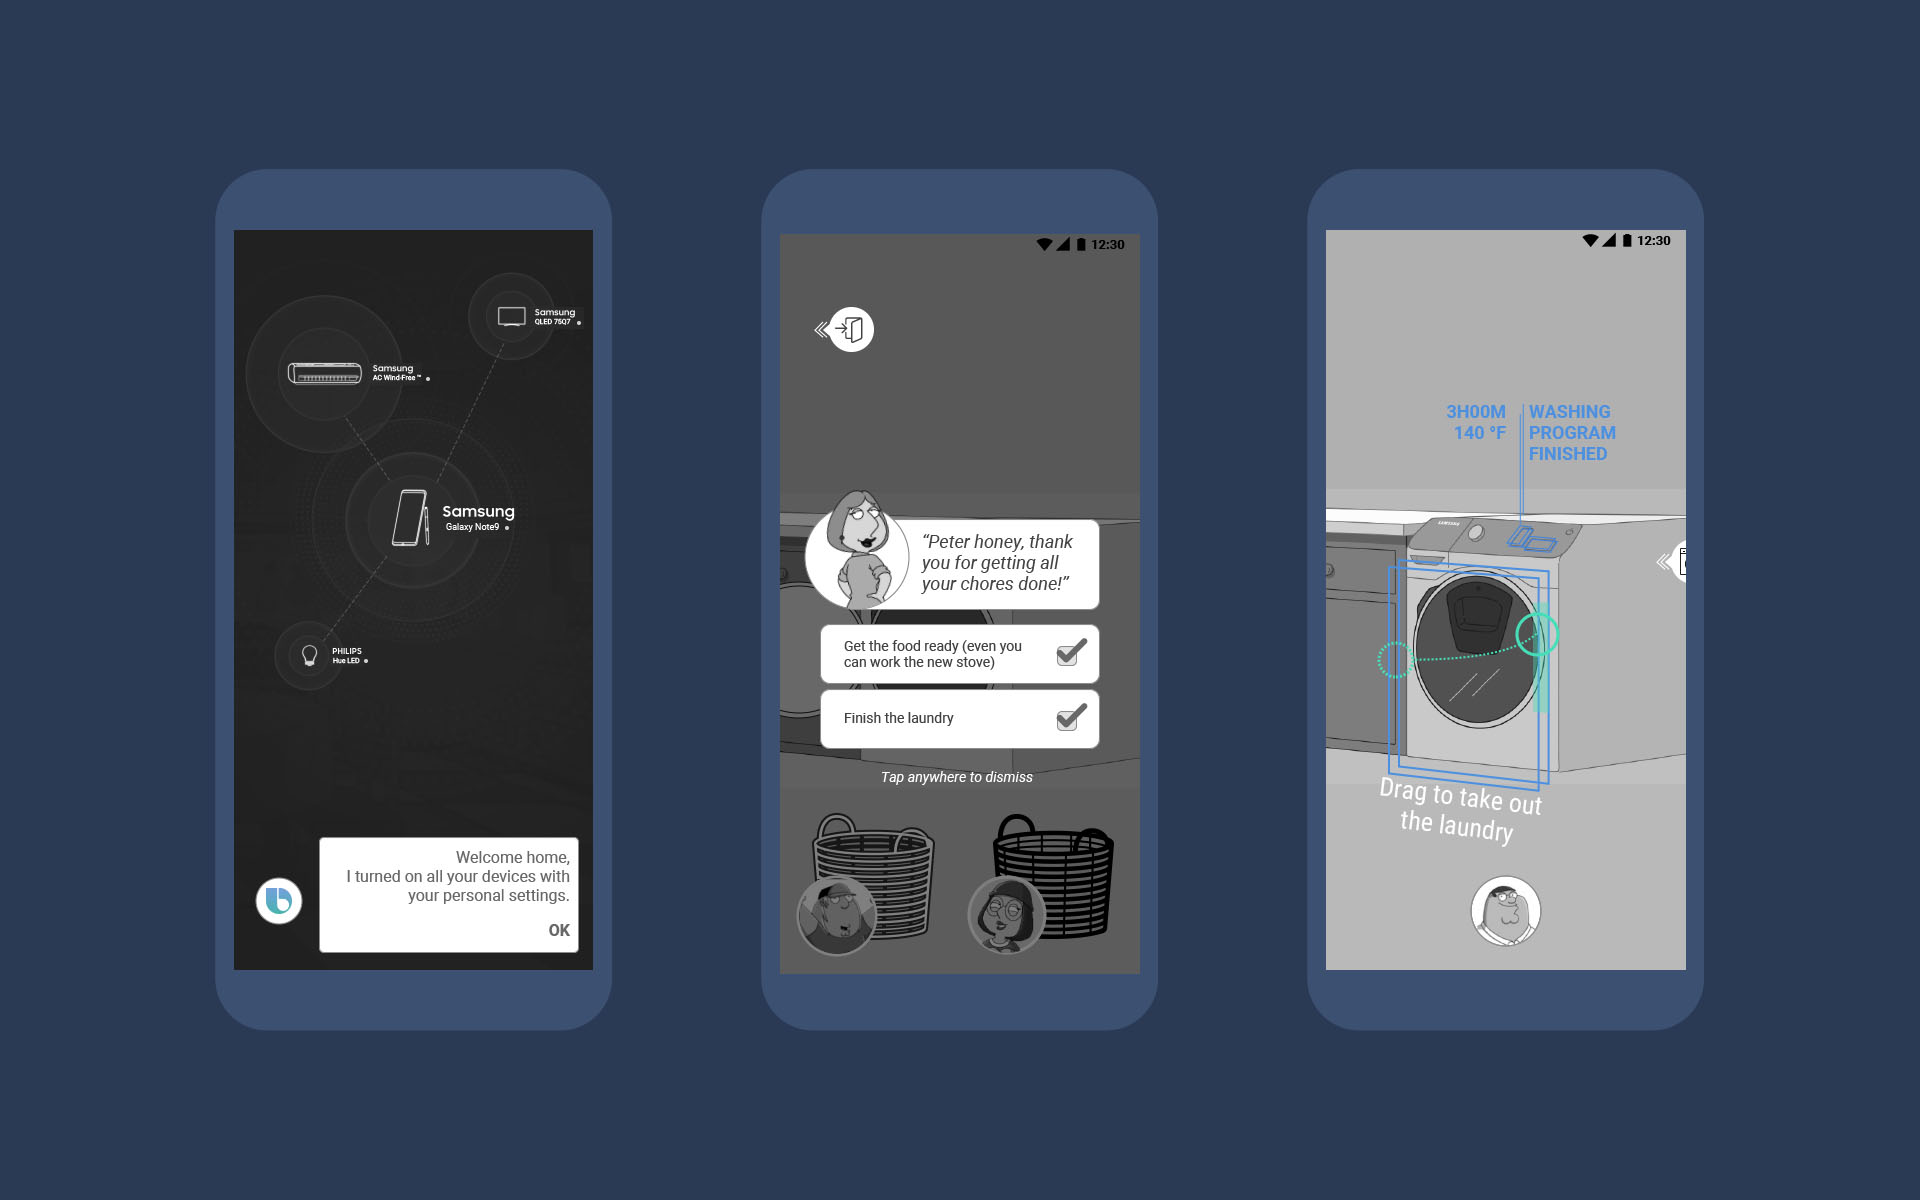 Samsung
QLED 75Q7
Samsung
AC Wind-Free™
Samsung
Galaxy Note9
PHILIPS
Hue LED
Welcome home,
I turned on all your devices with
your personal settings.
OK
12:30
“Peter honey, thank
you for getting all
your chores done!”
Get the food ready (even you
can work the new stove)
Finish the laundry
Tap anywhere to dismiss
12:30
3H00M
140 °F
WASHING
PROGRAM
FINISHED
Drag to take out
the laundry